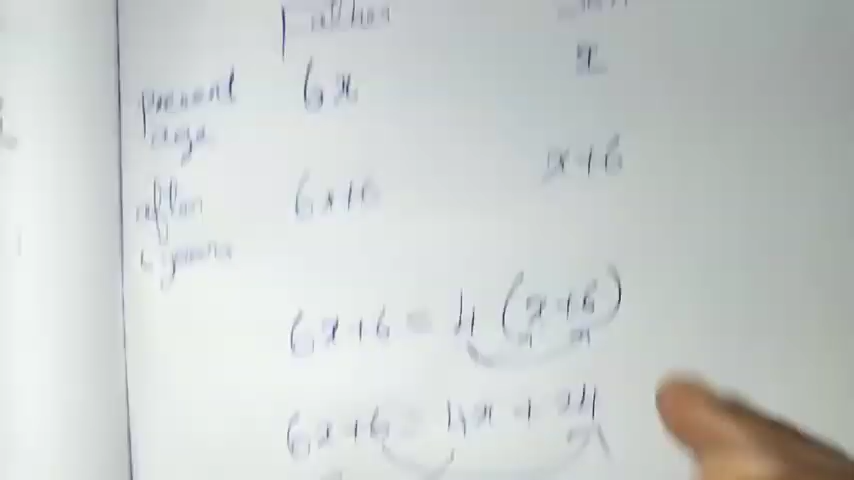 father
present 6x x
age
after 6x+6 x+6
6 years
6x+6 = 4(x+6)
6x+6 = 4x+24